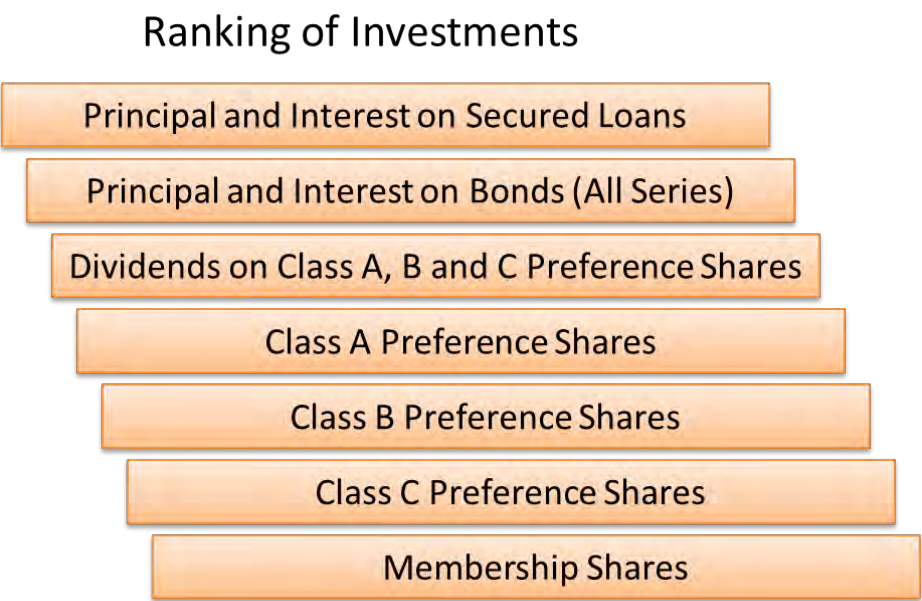 Ranking of Investments
Principal and Interest on Secured Loans
Principal and Interest on Bonds (All Series)
Dividends on Class A, B and C Preference Shares
Class A Preference Shares
Class B Preference Shares
Class C Preference Shares
Membership Shares